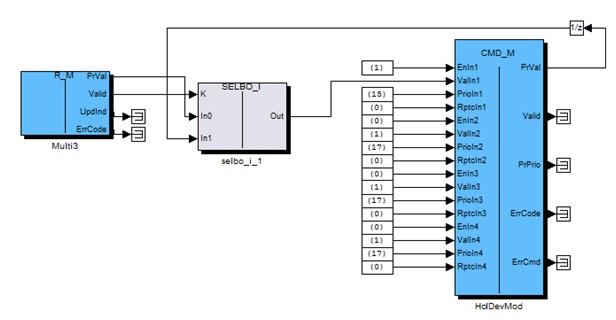 1/z
R_M
PrVal
Valid
UpdInd
ErrCode
Multi3
SELBO_I
K
In0
In1
Out
selbo_i_1
CMD_M
(1) EnIn1
ValIn1
(15) PrioIn1
(0) RptcIn1
(0) EnIn2
(1) ValIn2
(17) PrioIn2
(0) RptcIn2
(0) EnIn3
(1) ValIn3
(17) PrioIn3
(0) RptcIn3
(0) EnIn4
(1) ValIn4
(17) PrioIn4
(0) RptcIn4
PrVal
Valid
PrPrio
ErrCode
ErrCmd
HclDevMod